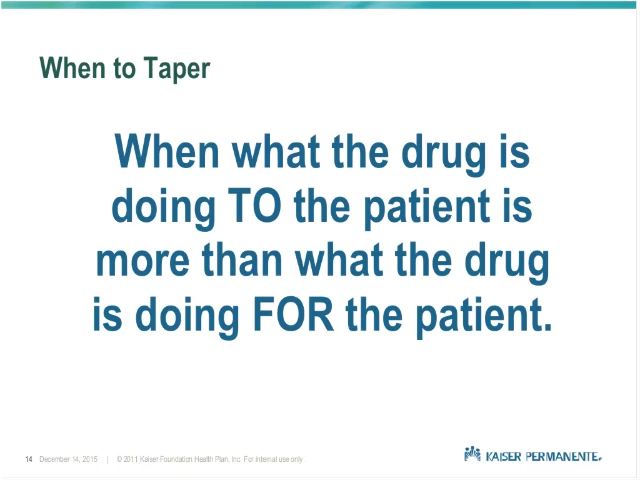 When to Taper
When what the drug is
doing TO the patient is
more than what the drug
is doing FOR the patient.
14 December 14, 2015 | © 2011 Kaiser Foundation Health Plan, Inc. For internal use only
KAISER PERMANENTE.